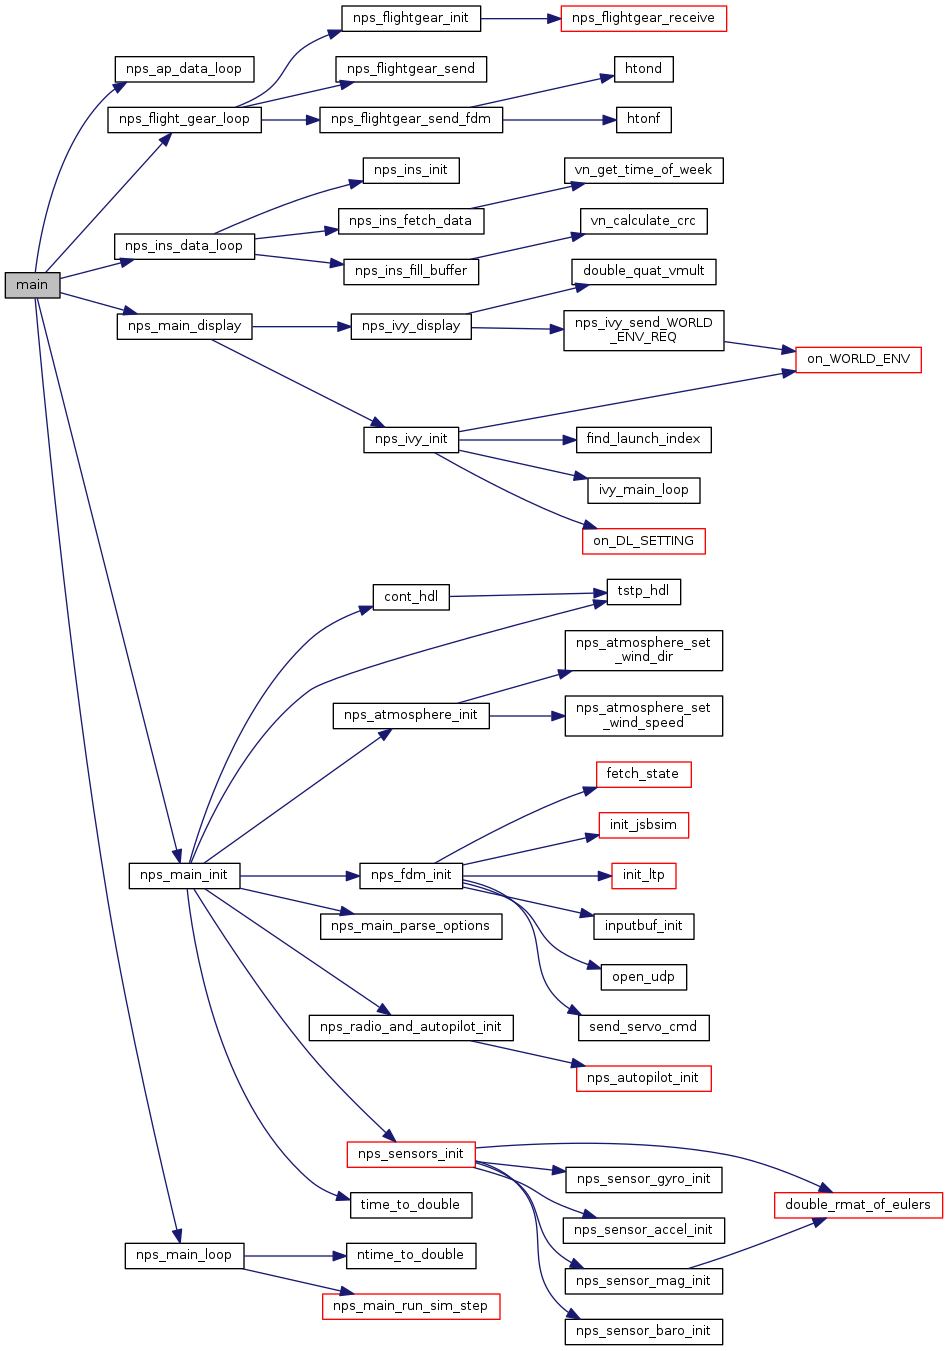 nps_flightgear_init
nps_flightgear_receive
nps_ap_data_loop
nps_flightgear_send
htond
nps_flight_gear_loop
nps_flightgear_send_fdm
htonf
nps_ins_init
vn_get_time_of_week
nps_ins_fetch_data
vn_calculate_crc
nps_ins_data_loop
nps_ins_fill_buffer
double_quat_vmult
main
nps_main_display
nps_ivy_display
nps_ivy_send_WORLD
_ENV_REQ
on_WORLD_ENV
nps_ivy_init
find_launch_index
ivy_main_loop
on_DL_SETTING
cont_hdl
tstp_hdl
nps_atmosphere_set
_wind_dir
nps_atmosphere_init
nps_atmosphere_set
_wind_speed
fetch_state
init_jsbsim
nps_main_init
nps_fdm_init
init_ltp
nps_main_parse_options
inputbuf_init
open_udp
nps_radio_and_autopilot_init
send_servo_cmd
nps_autopilot_init
nps_sensors_init
nps_sensor_gyro_init
time_to_double
double_rmat_of_eulers
nps_sensor_accel_init
nps_main_loop
ntime_to_double
nps_sensor_mag_init
nps_main_run_sim_step
nps_sensor_baro_init